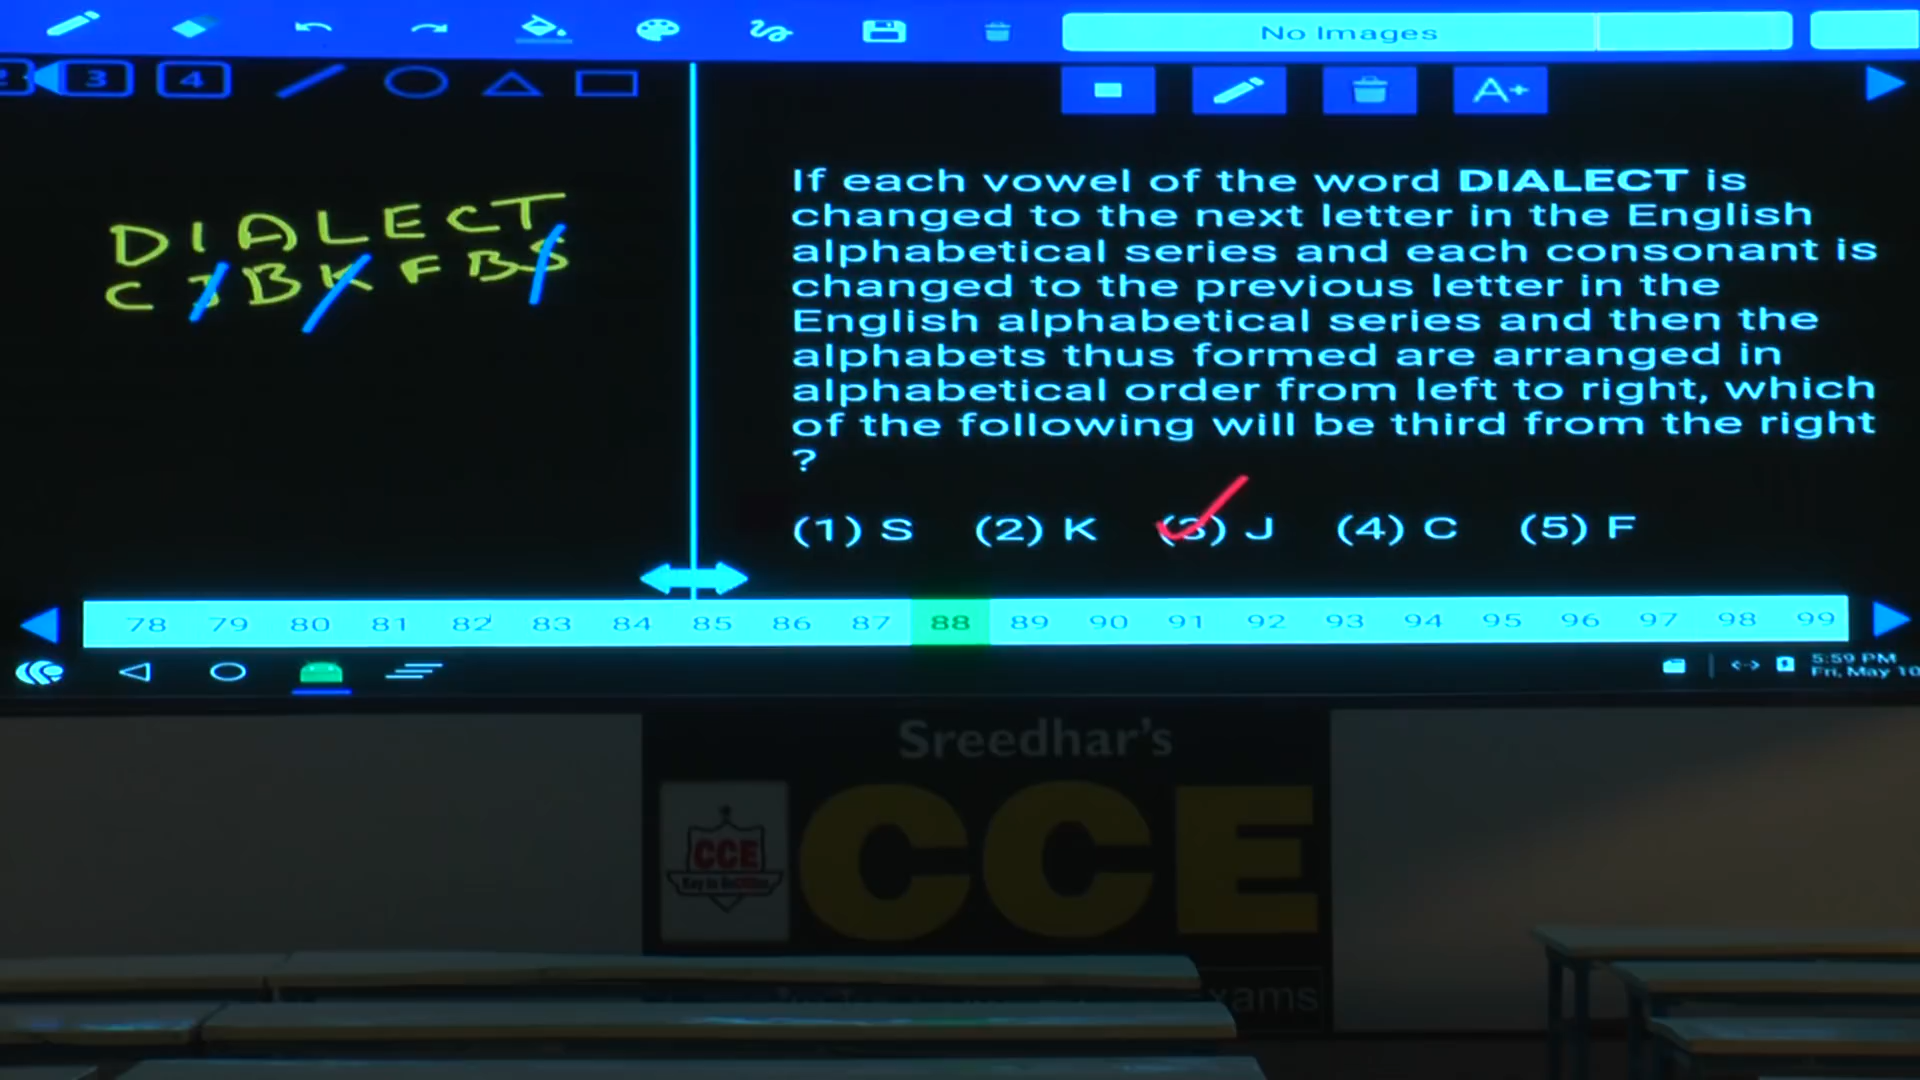 No Images
3 4
A+
DIALECT
C J B K F B S
If each vowel of the word DIALECT is
changed to the next letter in the English
alphabetical series and each consonant is
changed to the previous letter in the
English alphabetical series and then the
alphabets thus formed are arranged in
alphabetical order from left to right, which
of the following will be third from the right
?
(1) S (2) K (3) J (4) C (5) F
78 79 80 81 82 83 84 85 86 87 88 89 90 91 92 93 94 95 96 97 98 99
5:59 PM
Fri, May 10
Sreedhar's
CCE
CCE